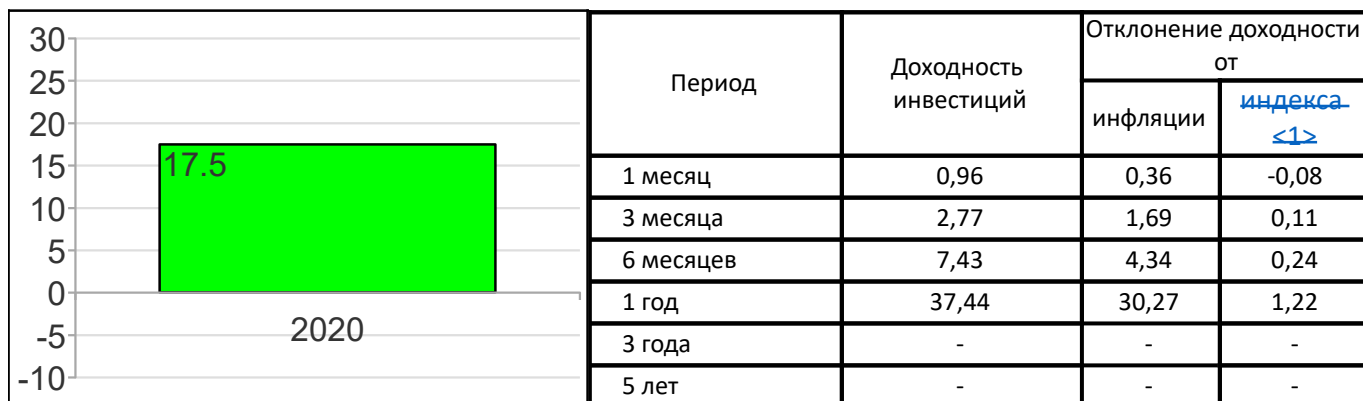 30
25
20
15
10
5
0
-5
-10
17.5
2020
Период
Доходность
инвестиций
Отклонение доходности
от
инфляции
индекса
<1>
1 месяц 0,96 0,36 -0,08
3 месяца 2,77 1,69 0,11
6 месяцев 7,43 4,34 0,24
1 год 37,44 30,27 1,22
3 года - - -
5 лет - - -